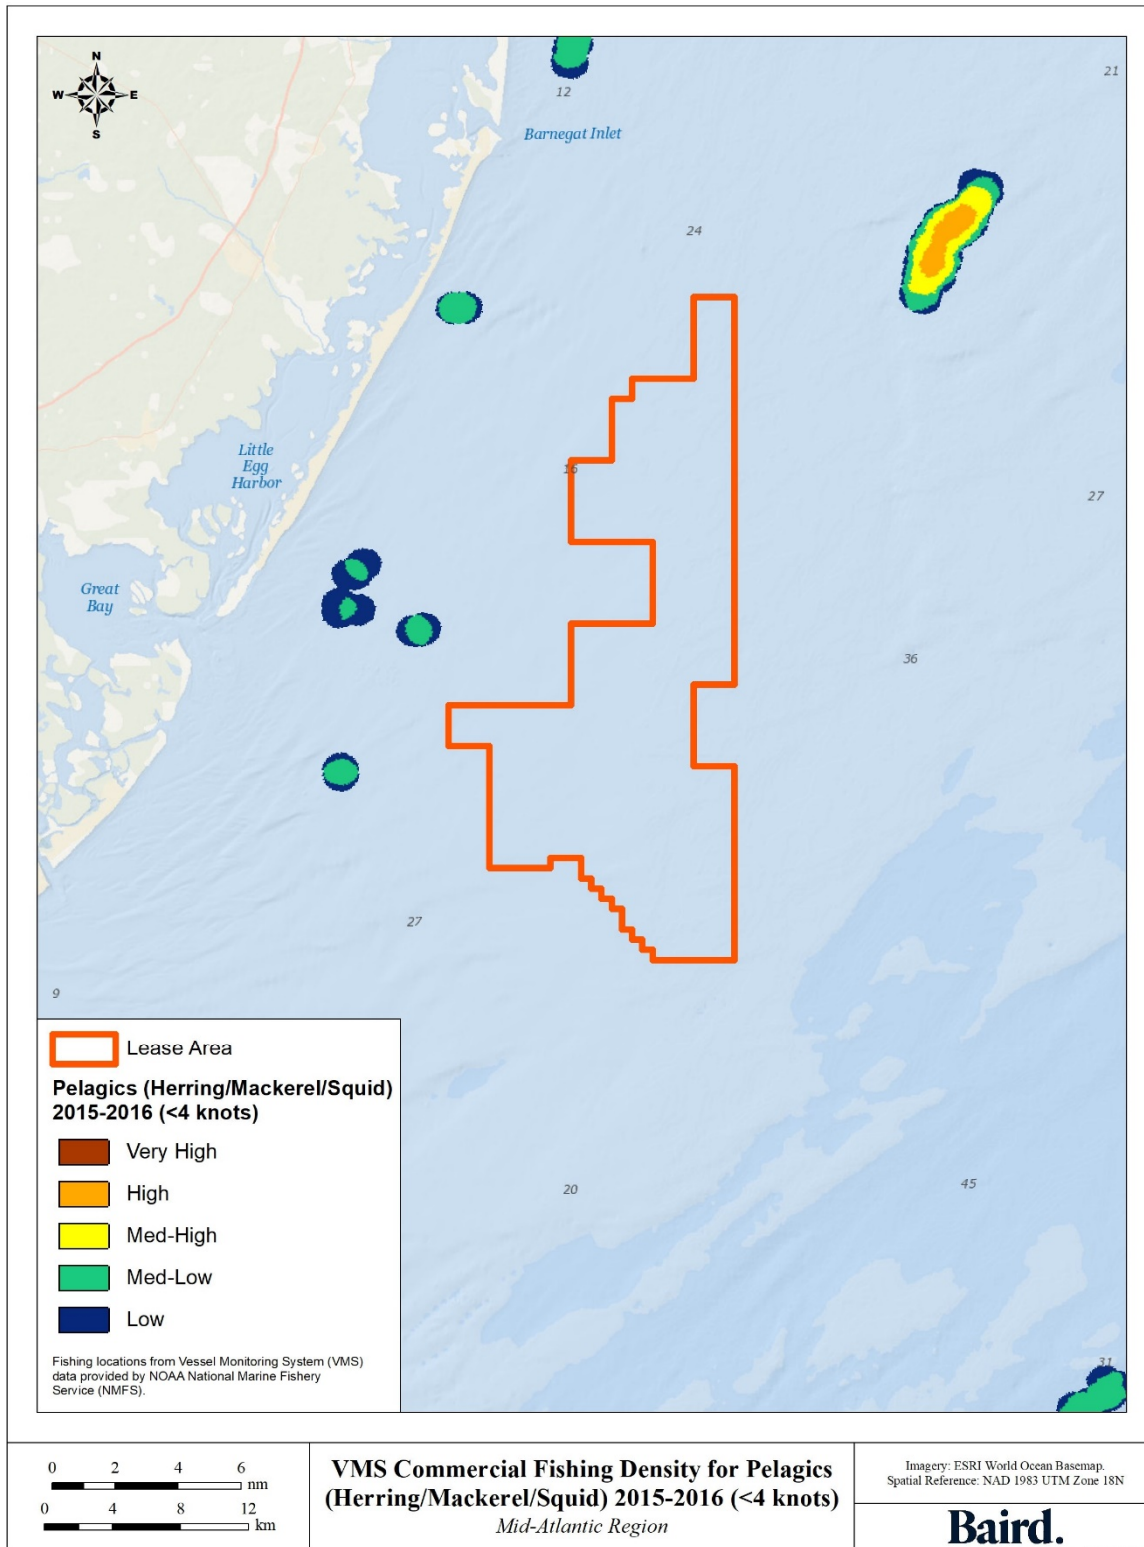 N
W E
S
12
21
Barnegat Inlet
24
Little
Egg
Harbor
16
27
Great
Bay
36
27
9
Lease Area
Pelagics (Herring/Mackerel/Squid)
2015-2016 (<4 knots)
Very High
High
Med-High
Med-Low
Low
Fishing locations from Vessel Monitoring System (VMS)
data provided by NOAA National Marine Fishery
Service (NMFS).
20
45
31
0 2 4 6
nm
0 4 8 12
km
VMS Commercial Fishing Density for Pelagics
(Herring/Mackerel/Squid) 2015-2016 (<4 knots)
Mid-Atlantic Region
Imagery: ESRI World Ocean Basemap.
Spatial Reference: NAD 1983 UTM Zone 18N
Baird.